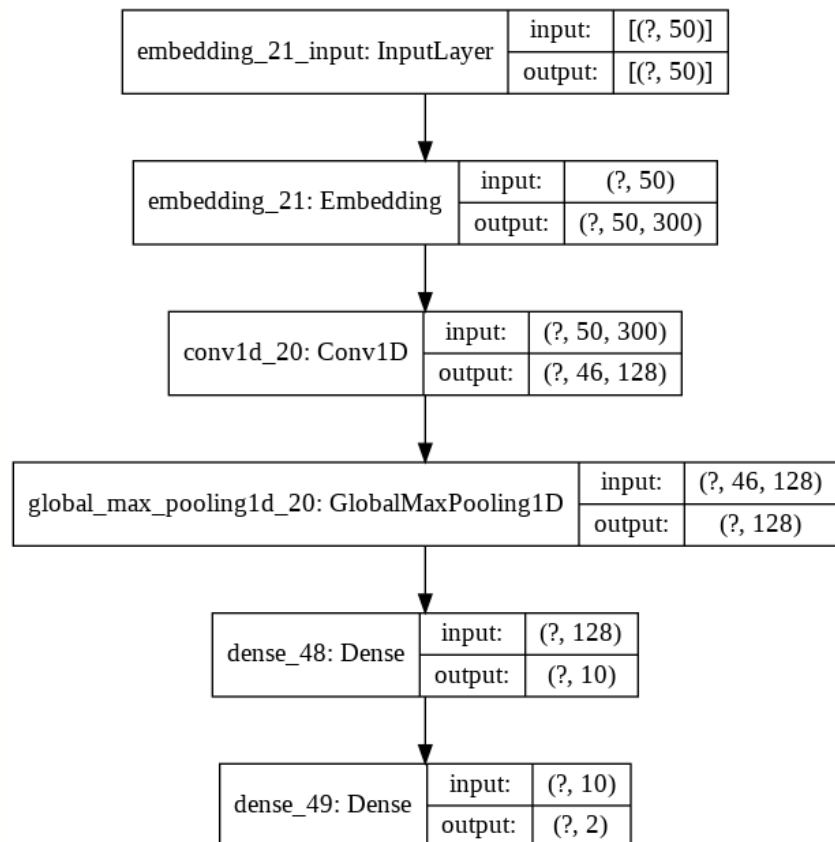 embedding_21_input: InputLayer
input: [(?, 50)]
output: [(?, 50)]
embedding_21: Embedding
input: (?, 50)
output: (?, 50, 300)
conv1d_20: Conv1D
input: (?, 50, 300)
output: (?, 46, 128)
global_max_pooling1d_20: GlobalMaxPooling1D
input: (?, 46, 128)
output: (?, 128)
dense_48: Dense
input: (?, 128)
output: (?, 10)
dense_49: Dense
input: (?, 10)
output: (?, 2)